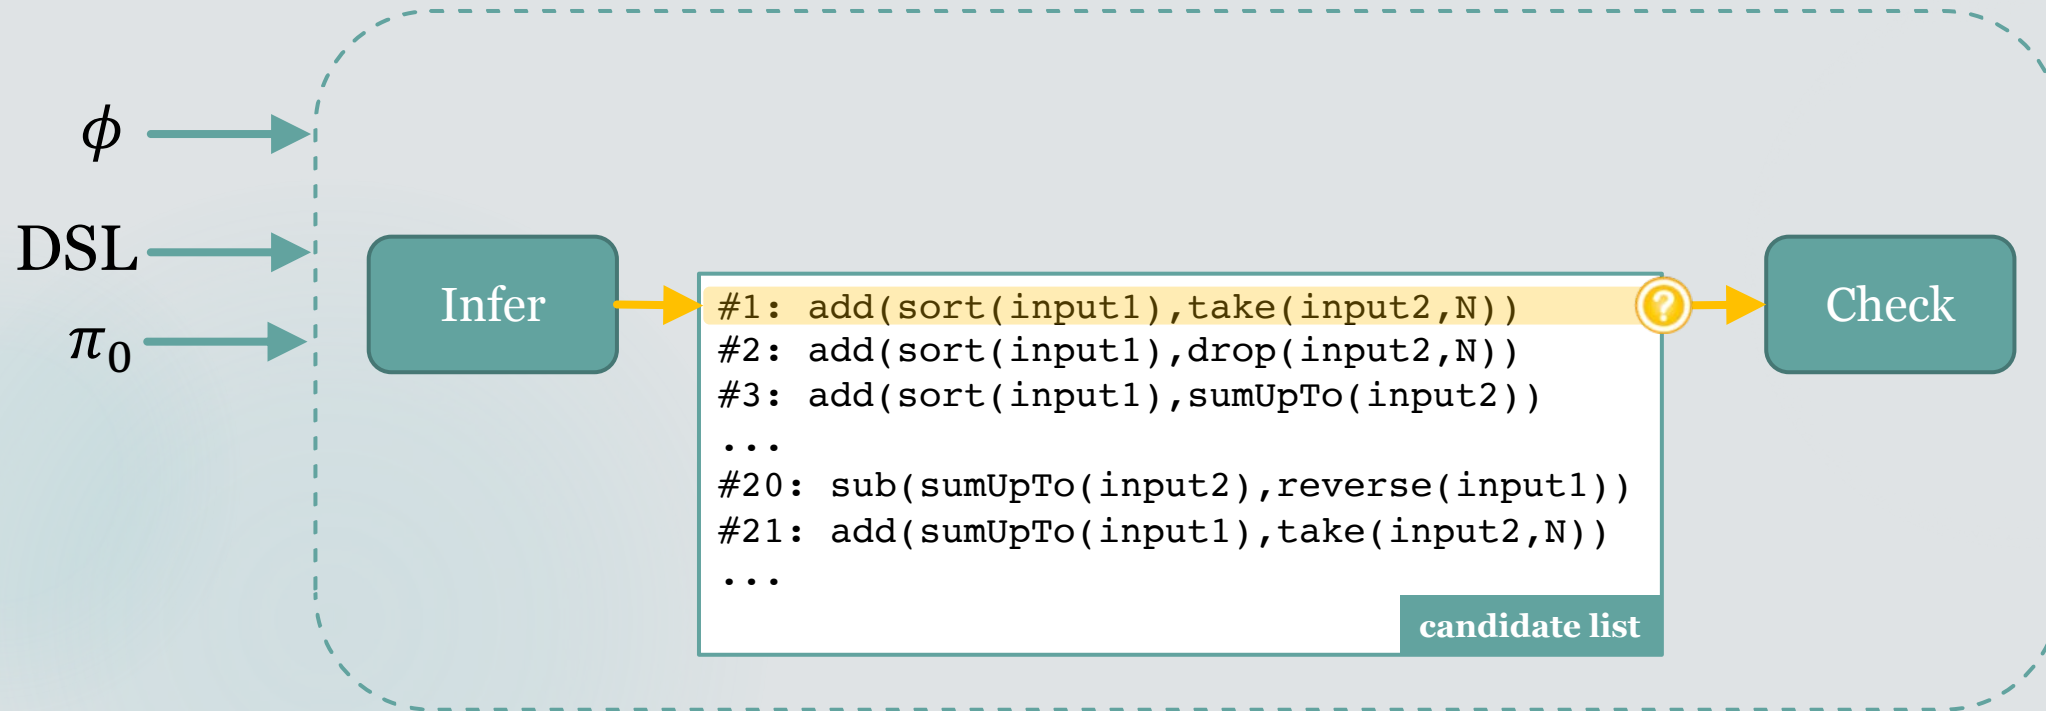 ϕ
DSL
π₀
Infer
#1: add(sort(input1),take(input2,N))
?
#2: add(sort(input1),drop(input2,N))
#3: add(sort(input1),sumUpTo(input2))
...
#20: sub(sumUpTo(input2),reverse(input1))
#21: add(sumUpTo(input1),take(input2,N))
...
candidate list
Check